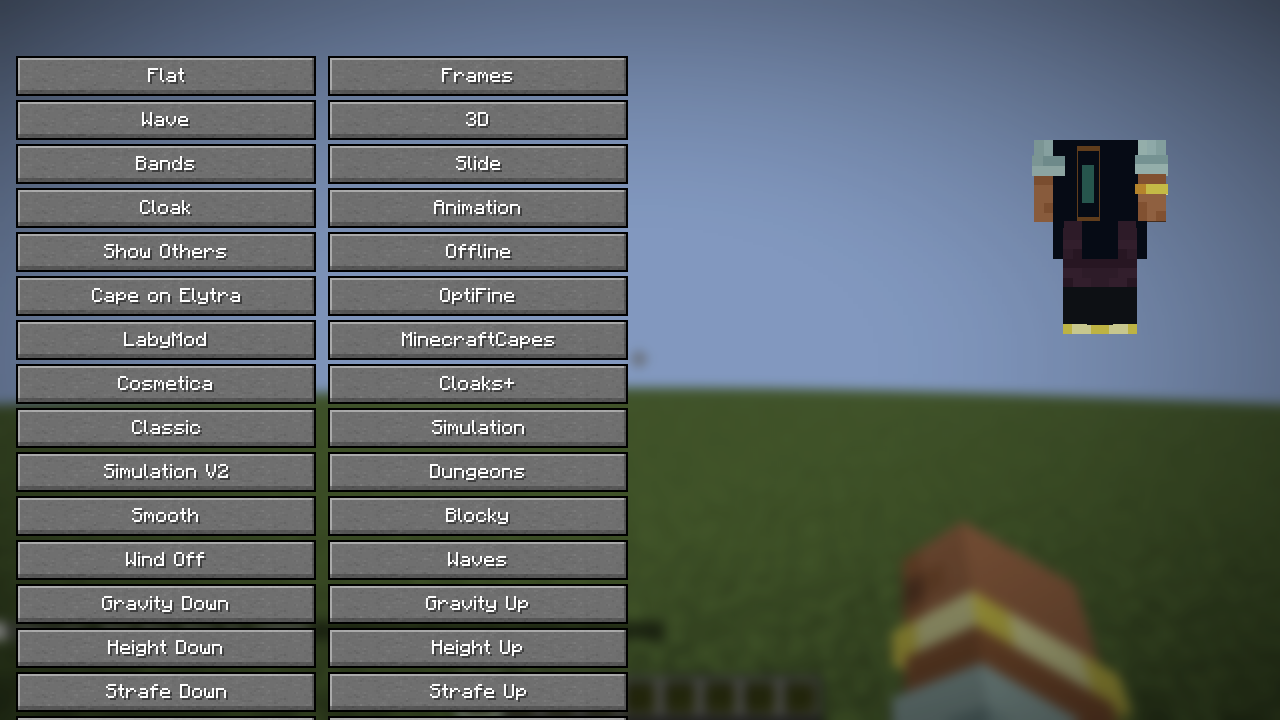 Flat
Frames
Wave
3D
Bands
Slide
Cloak
Animation
Show Others
Offline
Cape on Elytra
OptiFine
LabyMod
MinecraftCapes
Cosmetica
Cloaks+
Classic
Simulation
Simulation V2
Dungeons
Smooth
Blocky
Wind Off
Waves
Gravity Down
Gravity Up
Height Down
Height Up
Strafe Down
Strafe Up